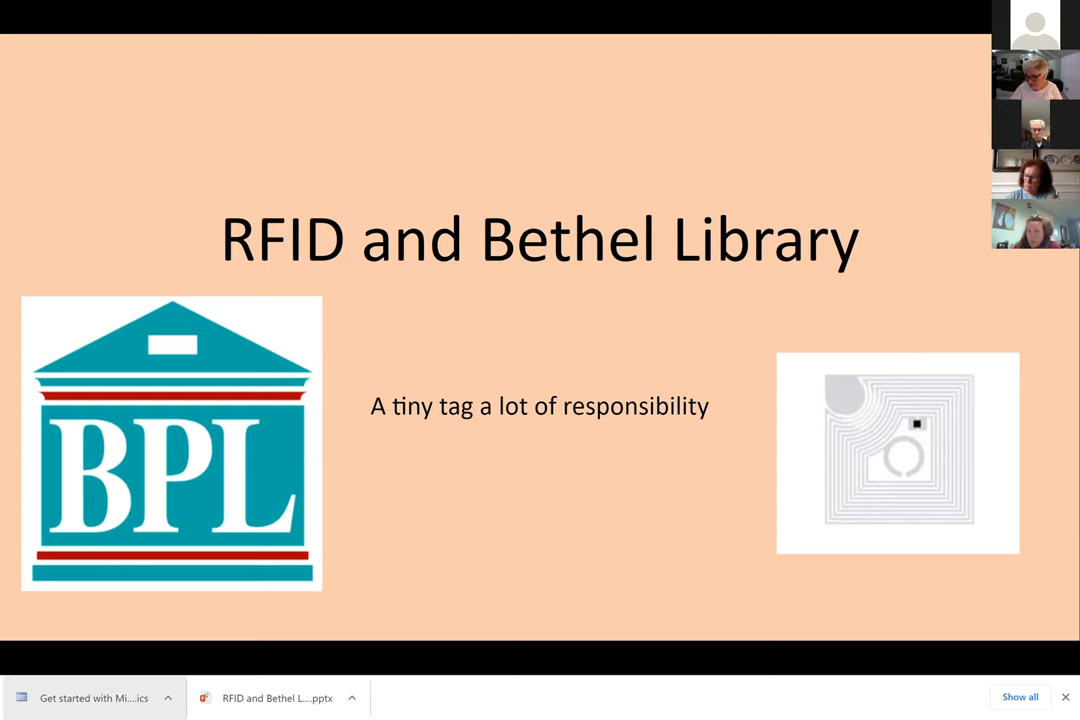 RFID and Bethel Library
BPL
A tiny tag a lot of responsibility
Get started with Mi....ics
RFID and Bethel L....pptx
Show all